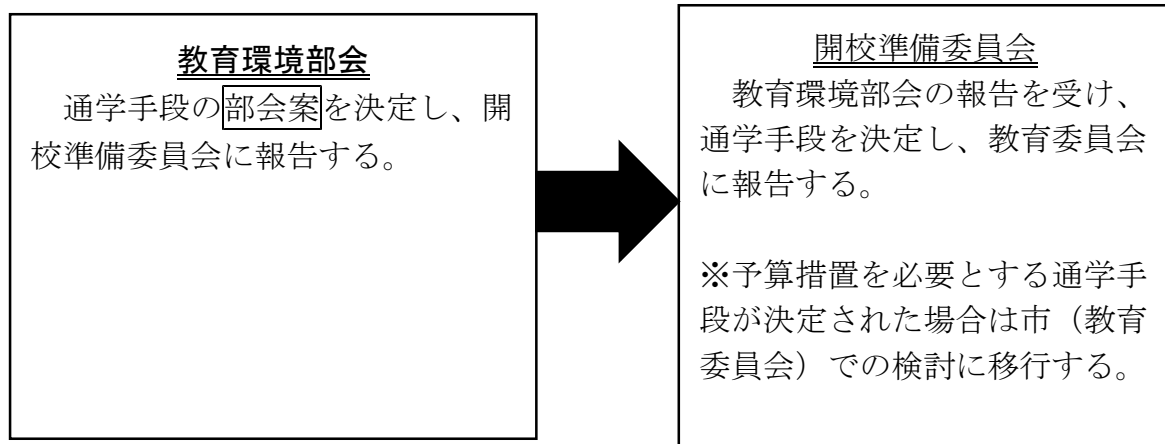 教育環境部会
通学手段の部会案を決定し、開
校準備委員会に報告する。
開校準備委員会
教育環境部会の報告を受け、
通学手段を決定し、教育委員会
に報告する。
※予算措置を必要とする通学手
段が決定された場合は市（教育
委員会）での検討に移行する。